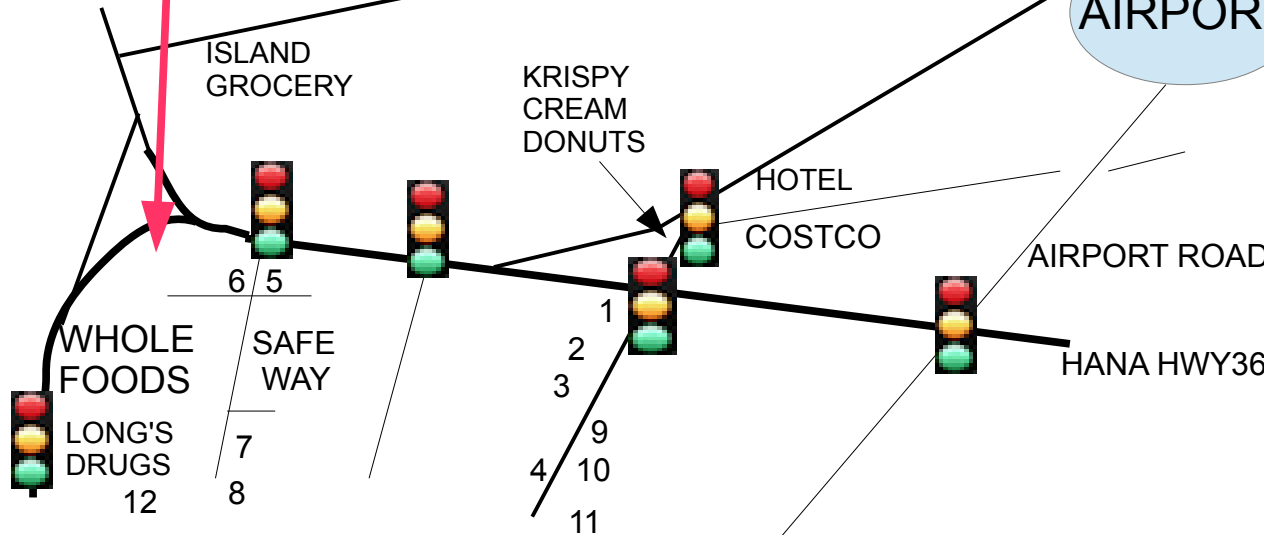 AIRPOR
ISLAND
GROCERY
KRISPY
CREAM
DONUTS
HOTEL
COSTCO
AIRPORT ROAD
6 5
1
WHOLE
FOODS
SAFE
WAY
2
3
HANA HWY36
LONG'S
DRUGS
7
9
4 10
8
12
11